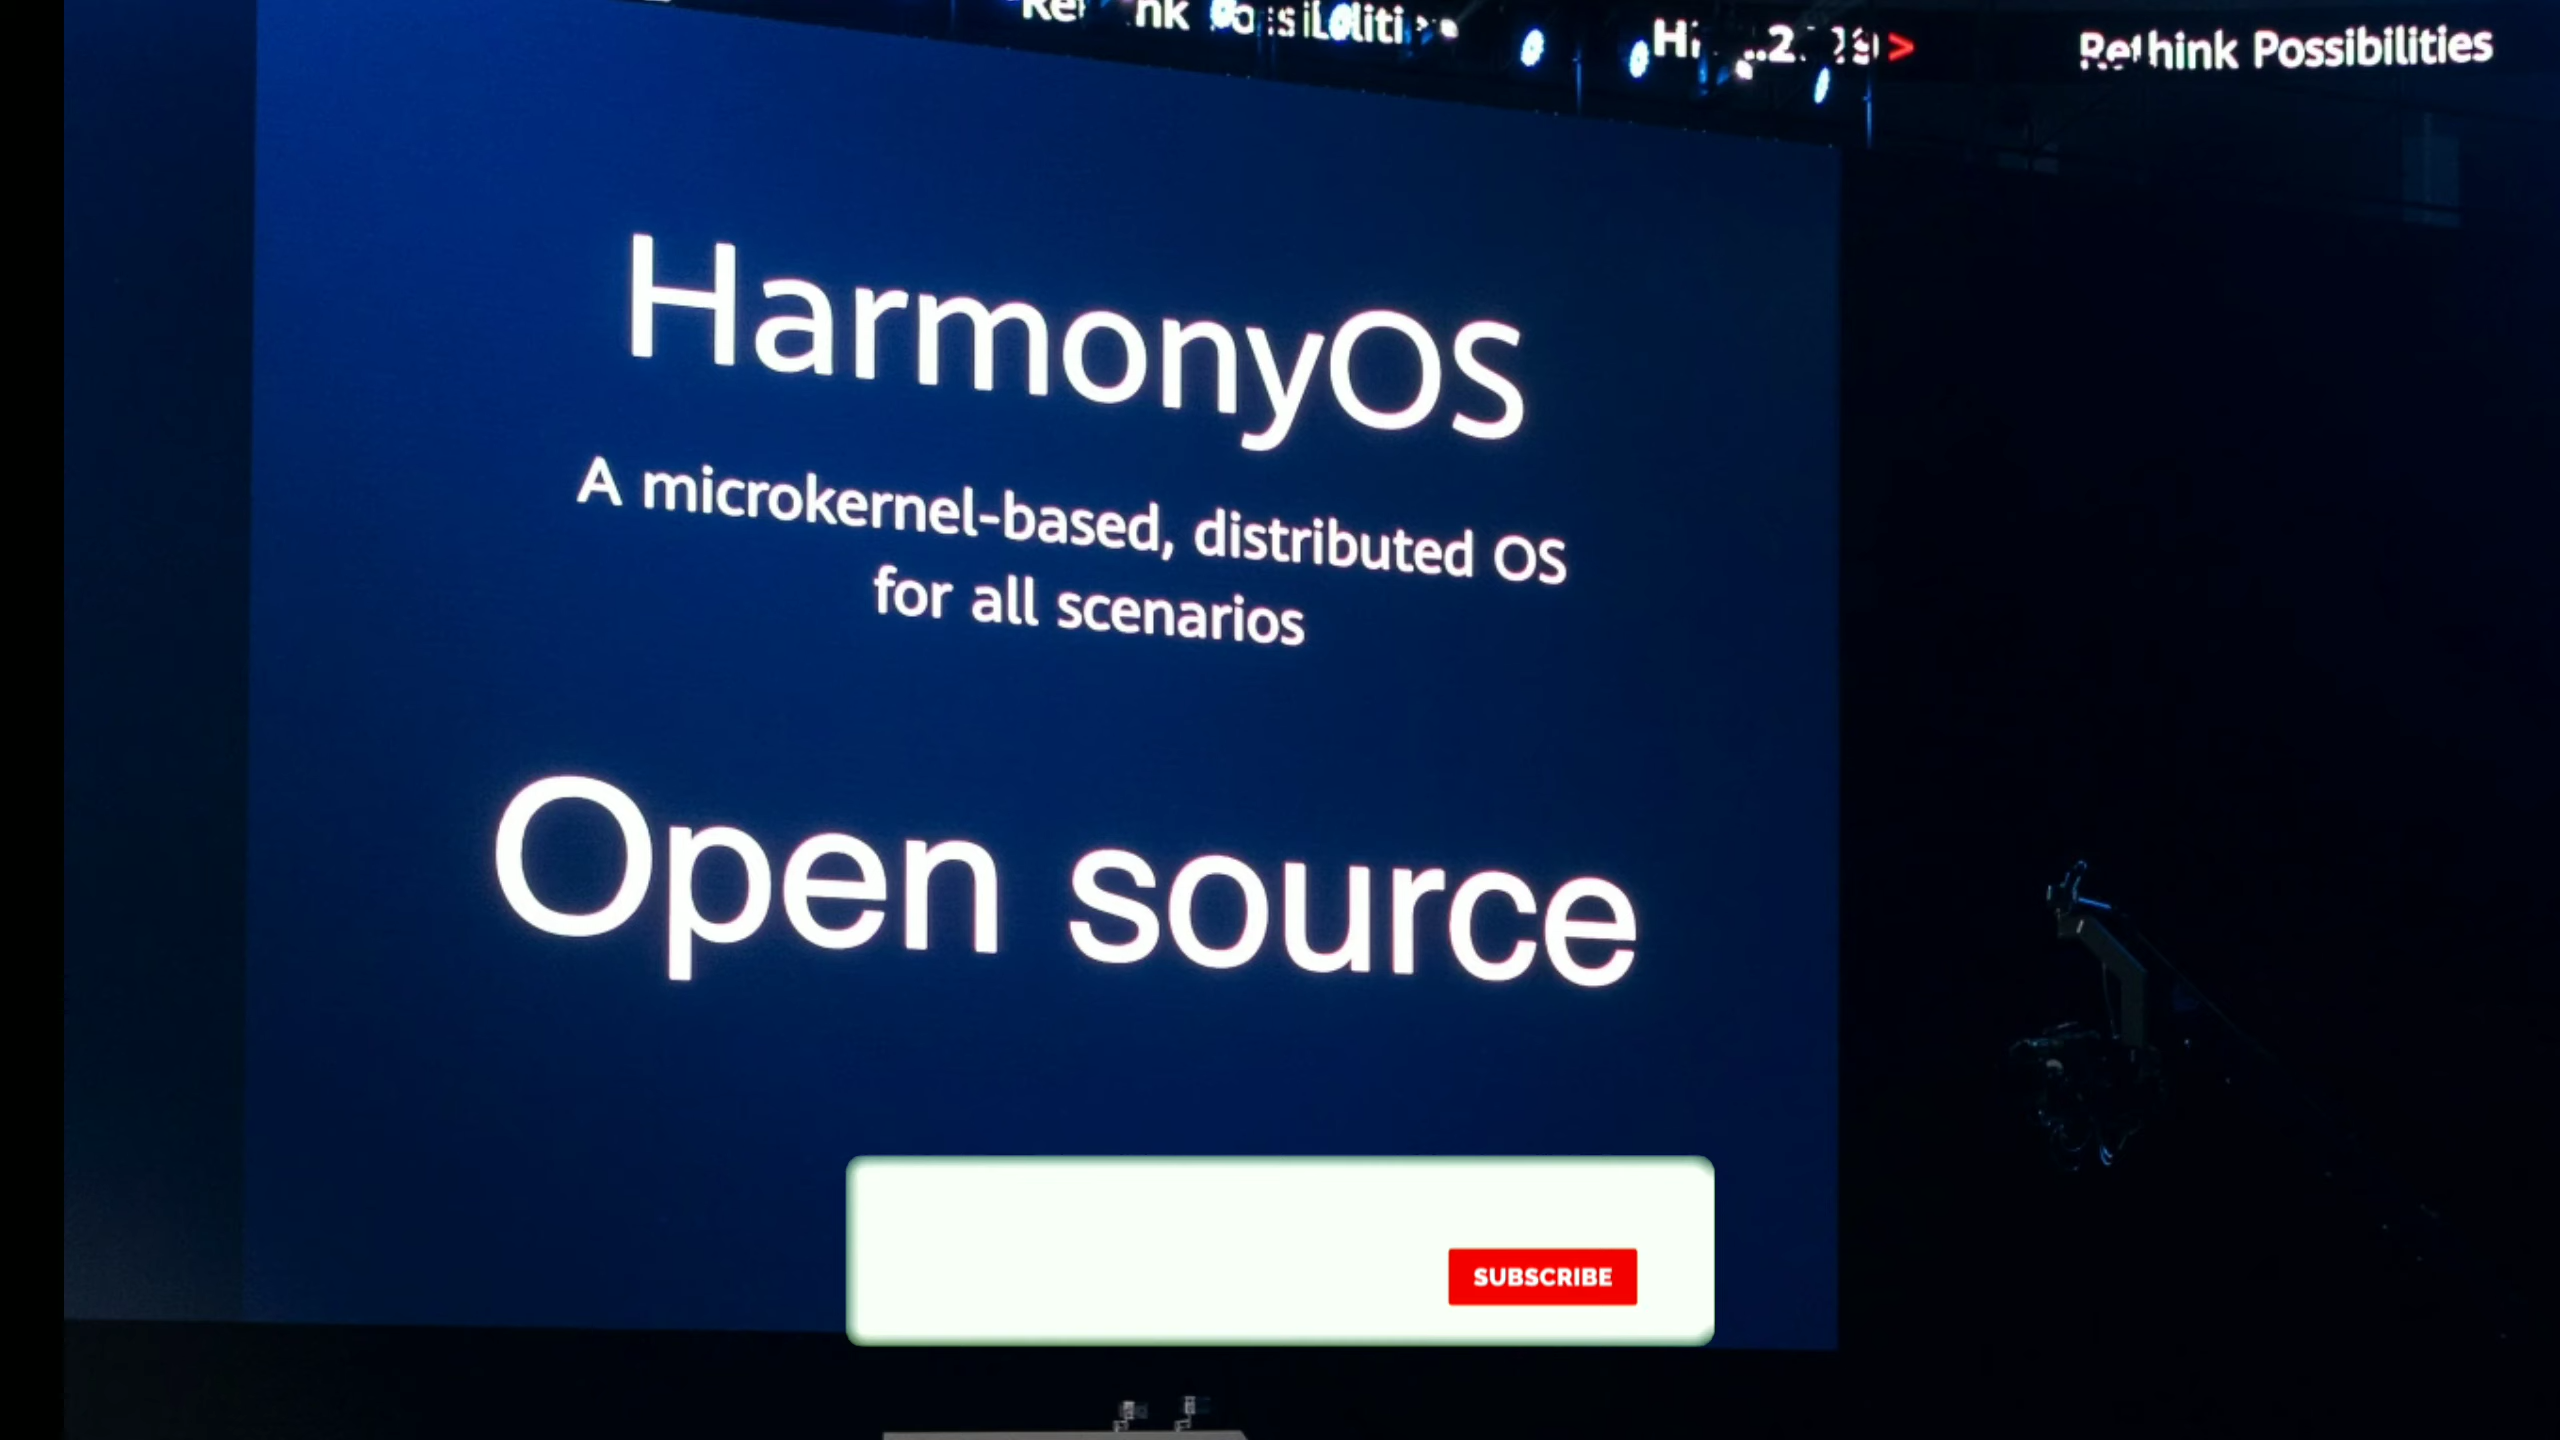 Rethink Possibilities
HarmonyOS
A microkernel-based, distributed OS
for all scenarios
Open source
SUBSCRIBE